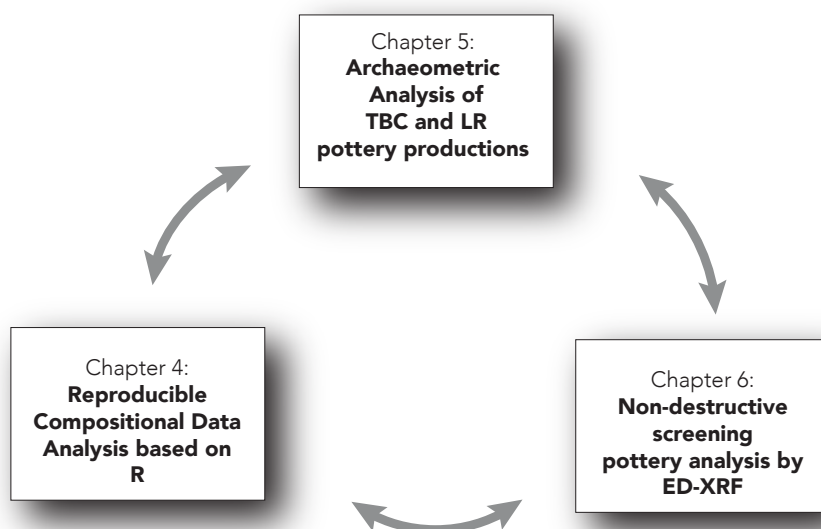 Chapter 5:
Archaeometric
Analysis of
TBC and LR
pottery productions
Chapter 4:
Reproducible
Compositional Data
Analysis based on
R
Chapter 6:
Non-destructive
screening
pottery analysis by
ED-XRF